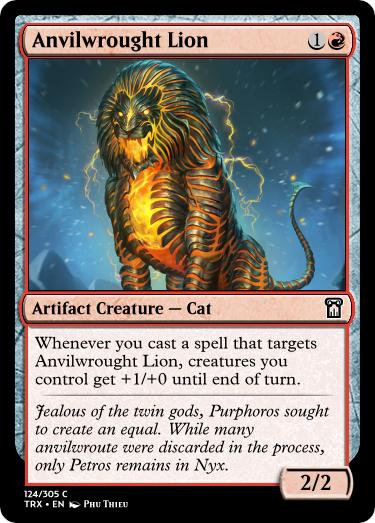 Anvilwrought Lion 1
Artifact Creature — Cat
Whenever you cast a spell that targets
Anvilwrought Lion, creatures you
control get +1/+0 until end of turn.
Jealous of the twin gods, Purphoros sought
to create an equal. While many
anvilwroute were discarded in the process,
only Petros remains in Nyx.
2/2
124/305 C
TRX • EN Phu Thieu